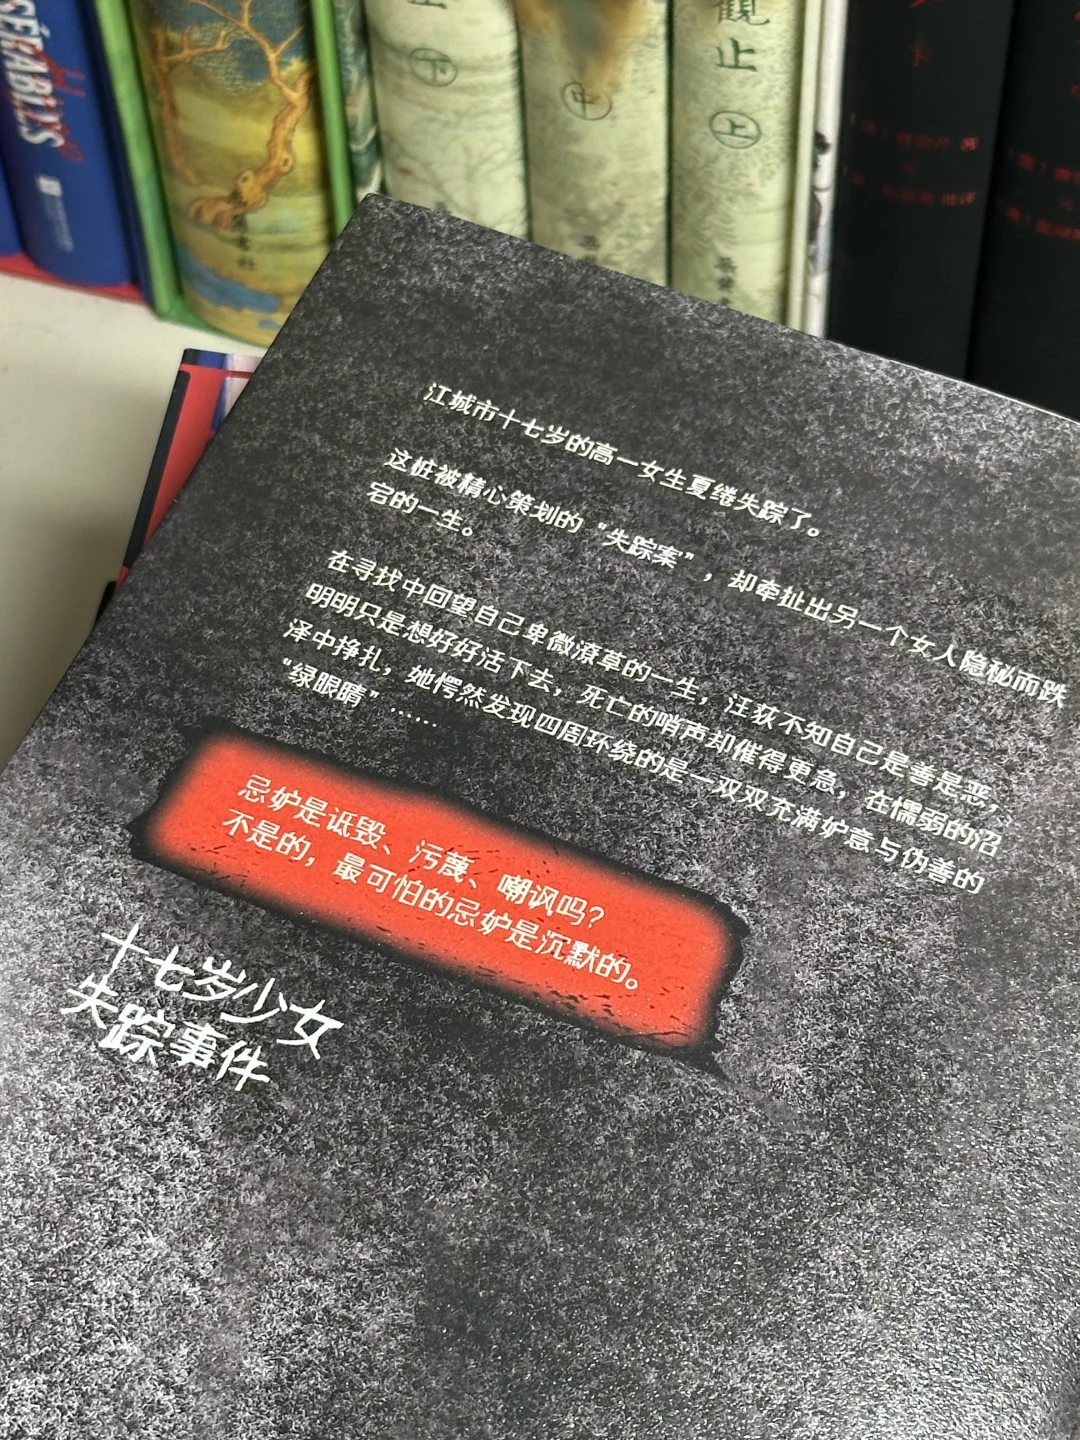 SÉRABLES
下
中
觀止
上
下
江城市十七岁的高一女生夏绻失踪了。
这桩被精心策划的“失踪案”，却牵扯出另一个女人隐秘而跌
宕的一生。
在寻找中回望自己卑微潦草的一生，汪荻不知自己是善是恶，
明明只是想好好活下去，死亡的哨声却催得更急，在懦弱的沼
泽中挣扎，她愕然发现四周环绕的是一双双充满妒意与伪善的
“绿眼睛”……
忌妒是诋毁、污蔑、嘲讽吗？
不是的，最可怕的忌妒是沉默的。
十七岁少女
失踪事件